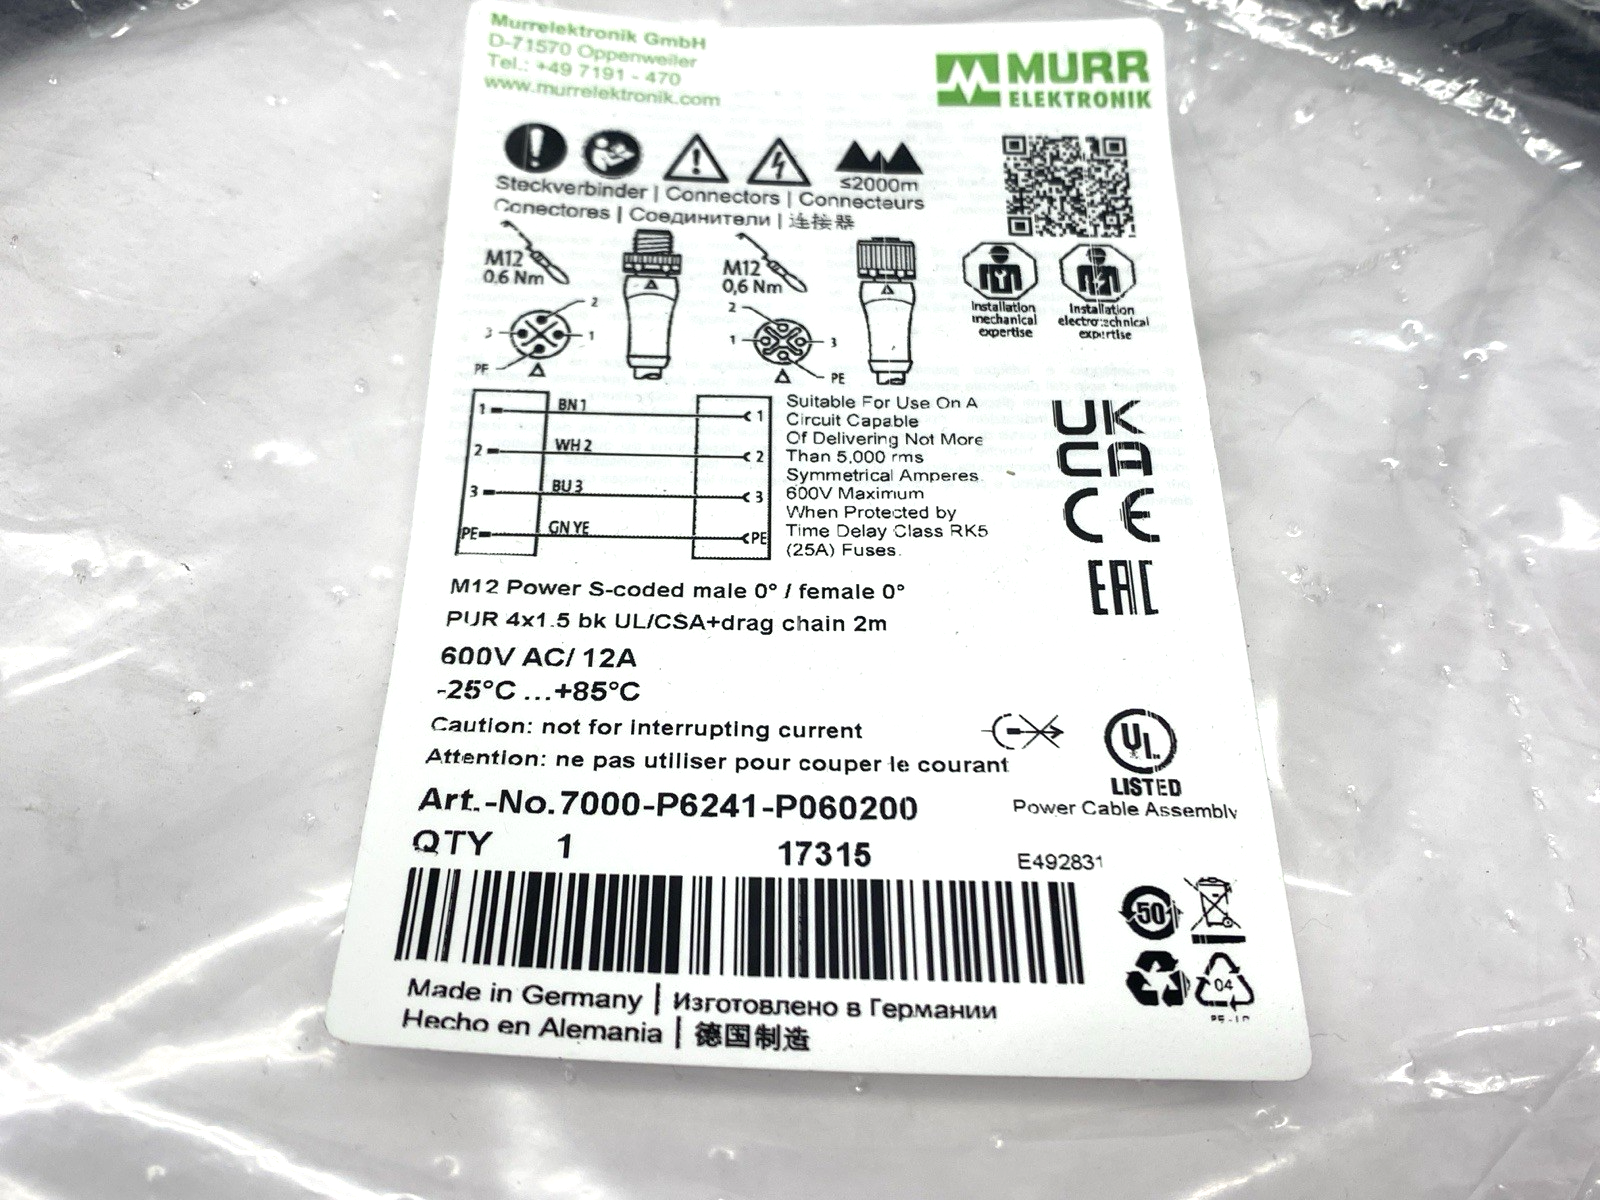 Murrelektronik GmbH
D-71570 Oppenweiler
Tel.: +49 7191 - 470
www.murrelektronik.com
MURR
ELEKTRONIK
≤2000m
Steckverbinder | Connectors | Connecteurs
Conectores | Соединители | 连接器
M12
0,6 Nm
M12
0,6 Nm
2
3
1
PE
2
1
3
PE
Installation
mechanical
expertise
Installation
electrotechnical
expertise
1 BN 1 1
2 WH 2 2
3 BU 3 3
PE GN YE PE
Suitable For Use On A
Circuit Capable
Of Delivering Not More
Than 5,000 rms
Symmetrical Amperes
600V Maximum
When Protected by
Time Delay Class RK5
(25A) Fuses.
UK
CA
CE
EAC
M12 Power S-coded male 0° / female 0°
PUR 4x1.5 bk UL/CSA+drag chain 2m
600V AC/ 12A
-25°C ...+85°C
Caution: not for interrupting current
Attention: ne pas utiliser pour couper le courant
UL
LISTED
Power Cable Assembly
Art.-No.7000-P6241-P060200
QTY 1 17315
E492831
50
04
Made in Germany | Изготовлено в Германии
Hecho en Alemania | 德国制造